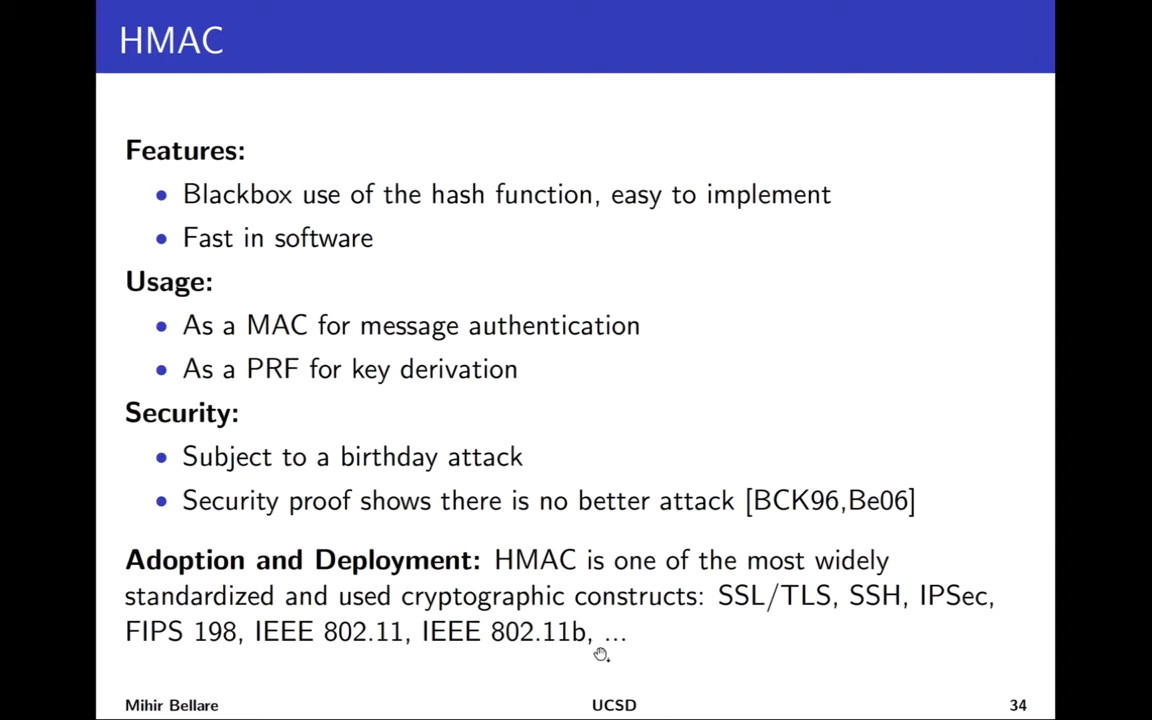 HMAC
Features:
• Blackbox use of the hash function, easy to implement
• Fast in software
Usage:
• As a MAC for message authentication
• As a PRF for key derivation
Security:
• Subject to a birthday attack
• Security proof shows there is no better attack [BCK96,Be06]
Adoption and Deployment: HMAC is one of the most widely
standardized and used cryptographic constructs: SSL/TLS, SSH, IPSec,
FIPS 198, IEEE 802.11, IEEE 802.11b, ...
Mihir Bellare UCSD 34